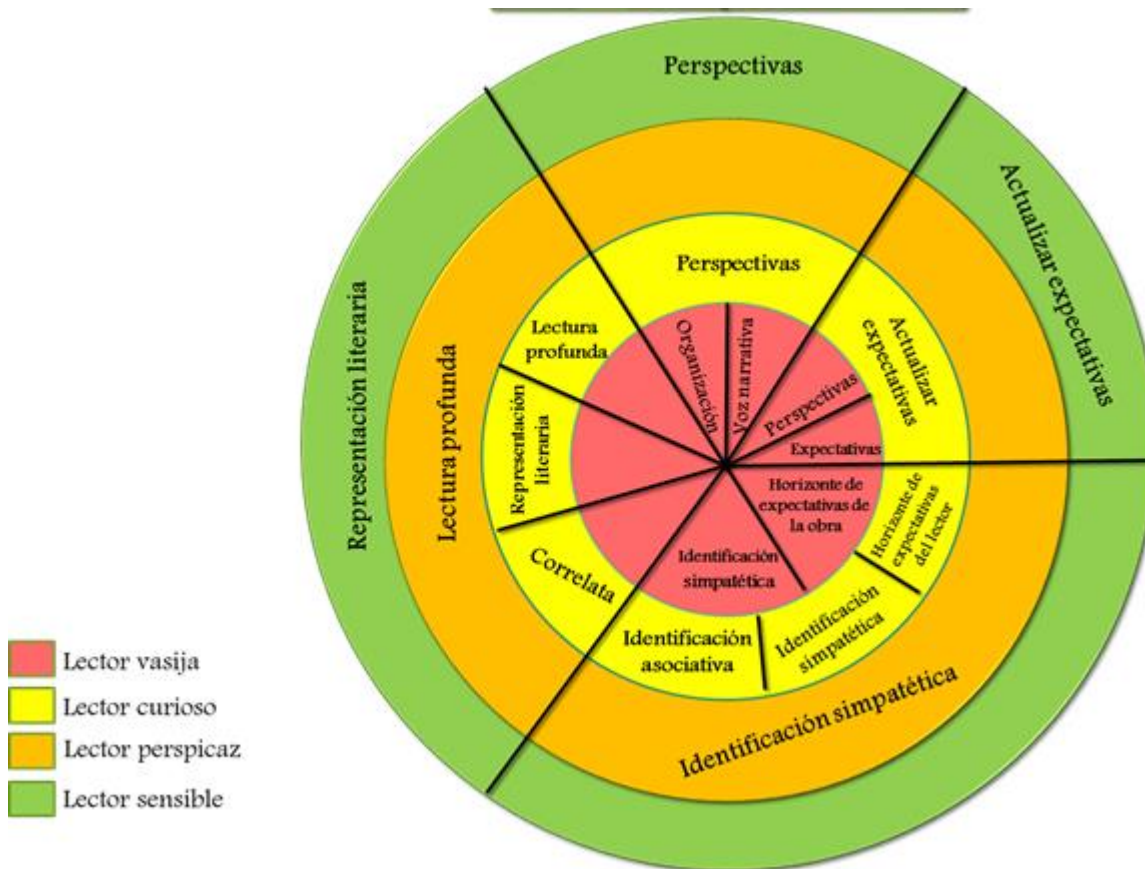 Perspectivas
Actualizar expectativas
Representación literaria
Lectura profunda
Identificación simpatética
Perspectivas
Actualizar
expectativas
Lectura
profunda
Representación
literaria
Correlata
Identificación
asociativa
Identificación
simpatética
Horizonte de
expectativas
del lector
Organización
Voz narrativa
Perspectivas
Expectativas
Horizonte de
expectativas de
la obra
Identificación
simpatética
Lector vasija
Lector curioso
Lector perspicaz
Lector sensible